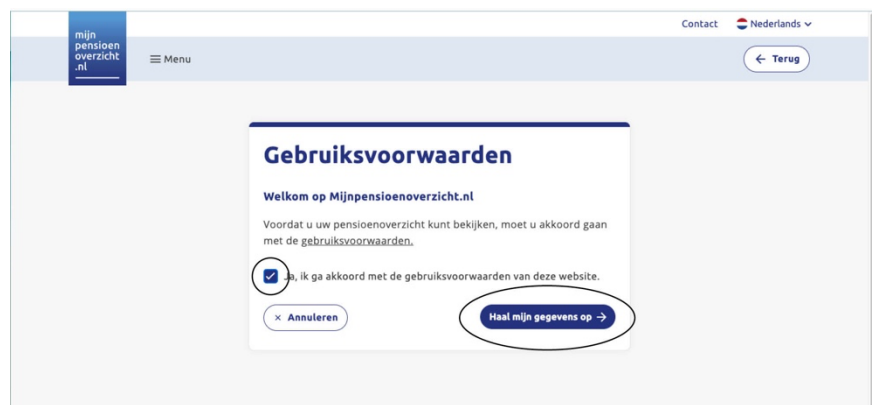 Contact
Nederlands
mijn
pensioen
overzicht
.nl
Menu
Terug
Gebruiksvoorwaarden
Welkom op Mijnpensioenoverzicht.nl
Voordat u uw pensioenoverzicht kunt bekijken, moet u akkoord gaan
met de gebruiksvoorwaarden.
Ja, ik ga akkoord met de gebruiksvoorwaarden van deze website.
Annuleren
Haal mijn gegevens op